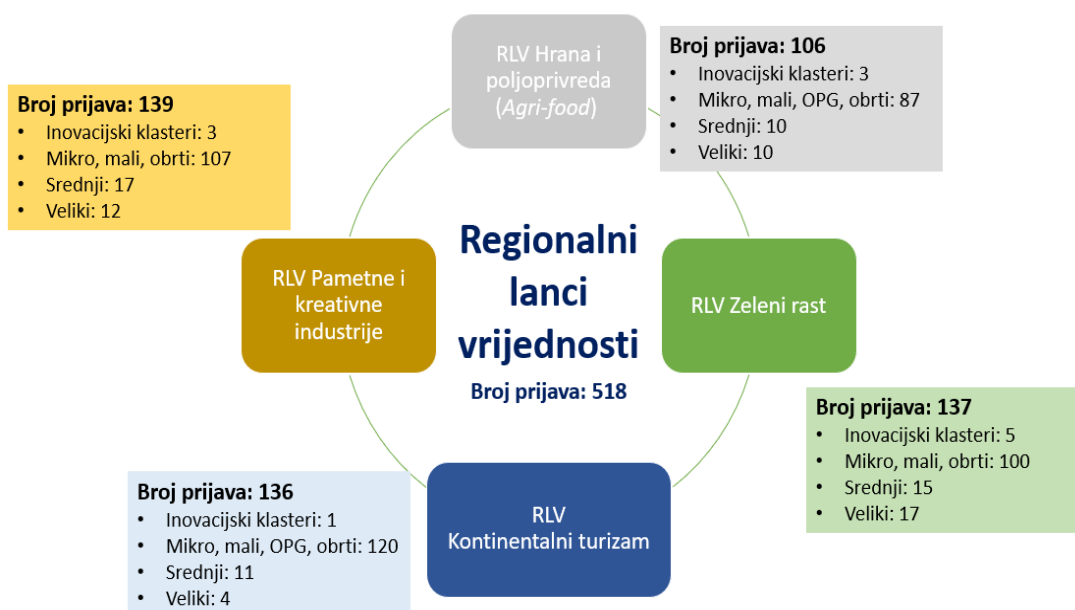 RLV Hrana i
poljoprivreda
(Agri-food)
Broj prijava: 106
• Inovacijski klasteri: 3
• Mikro, mali, OPG, obrti: 87
• Srednji: 10
• Veliki: 10
Broj prijava: 139
• Inovacijski klasteri: 3
• Mikro, mali, obrti: 107
• Srednji: 17
• Veliki: 12
RLV Pametne i
kreativne
industrije
Regionalni
lanci
vrijednosti
Broj prijava: 518
RLV Zeleni rast
Broj prijava: 137
• Inovacijski klasteri: 5
• Mikro, mali, obrti: 100
• Srednji: 15
• Veliki: 17
Broj prijava: 136
• Inovacijski klasteri: 1
• Mikro, mali, OPG, obrti: 120
• Srednji: 11
• Veliki: 4
RLV
Kontinentalni turizam